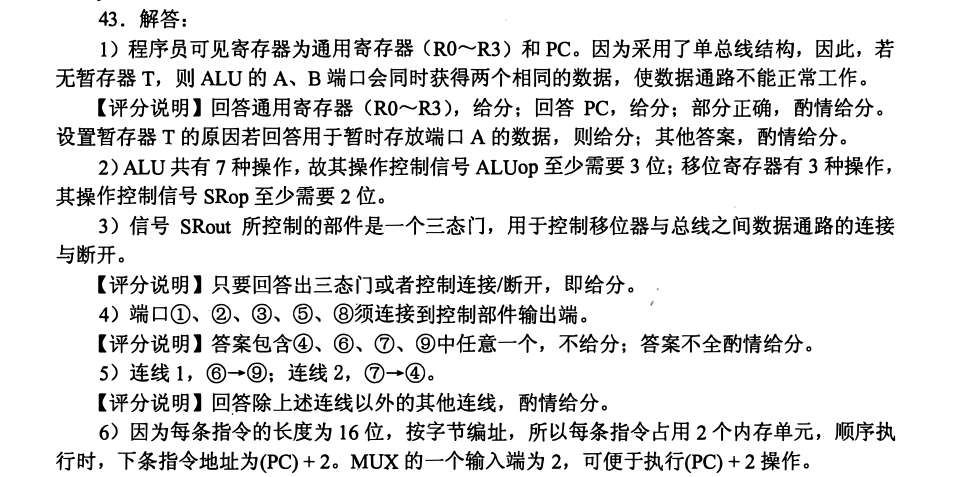 43．解答：
1）程序员可见寄存器为通用寄存器（R0～R3）和 PC。因为采用了单总线结构，因此，若
无暂存器 T，则 ALU 的 A、B 端口会同时获得两个相同的数据，使数据通路不能正常工作。
【评分说明】回答通用寄存器（R0～R3），给分；回答 PC，给分；部分正确，酌情给分。
设置暂存器 T 的原因若回答用于暂时存放端口 A 的数据，则给分；其他答案，酌情给分。
2）ALU 共有 7 种操作，故其操作控制信号 ALUop 至少需要 3 位；移位寄存器有 3 种操作，
其操作控制信号 SRop 至少需要 2 位。
3）信号 SRout 所控制的部件是一个三态门，用于控制移位器与总线之间数据通路的连接
与断开。
【评分说明】只要回答出三态门或者控制连接/断开，即给分。
4）端口①、②、③、⑤、⑧须连接到控制部件输出端。
【评分说明】答案包含④、⑥、⑦、⑨中任意一个，不给分；答案不全酌情给分。
5）连线 1，⑥→⑨；连线 2，⑦→④。
【评分说明】回答除上述连线以外的其他连线，酌情给分。
6）因为每条指令的长度为 16 位，按字节编址，所以每条指令占用 2 个内存单元，顺序执
行时，下条指令地址为(PC) + 2。MUX 的一个输入端为 2，可便于执行(PC) + 2 操作。